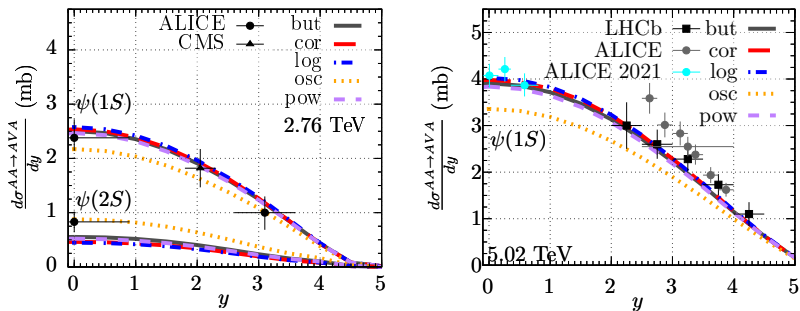 ALICE
CMS
but
cor
log
osc
pow
2.76 TeV
ψ(1S)
ψ(2S)
dσ^{AA→AVA}/dy (mb)
4
3
2
1
0
0 1 2 3 4 5
y
LHCb
ALICE
ALICE 2021
but
cor
log
osc
pow
ψ(1S)
5.02 TeV
dσ^{AA→AVA}/dy (mb)
5
4
3
2
1
0
0 1 2 3 4 5
y